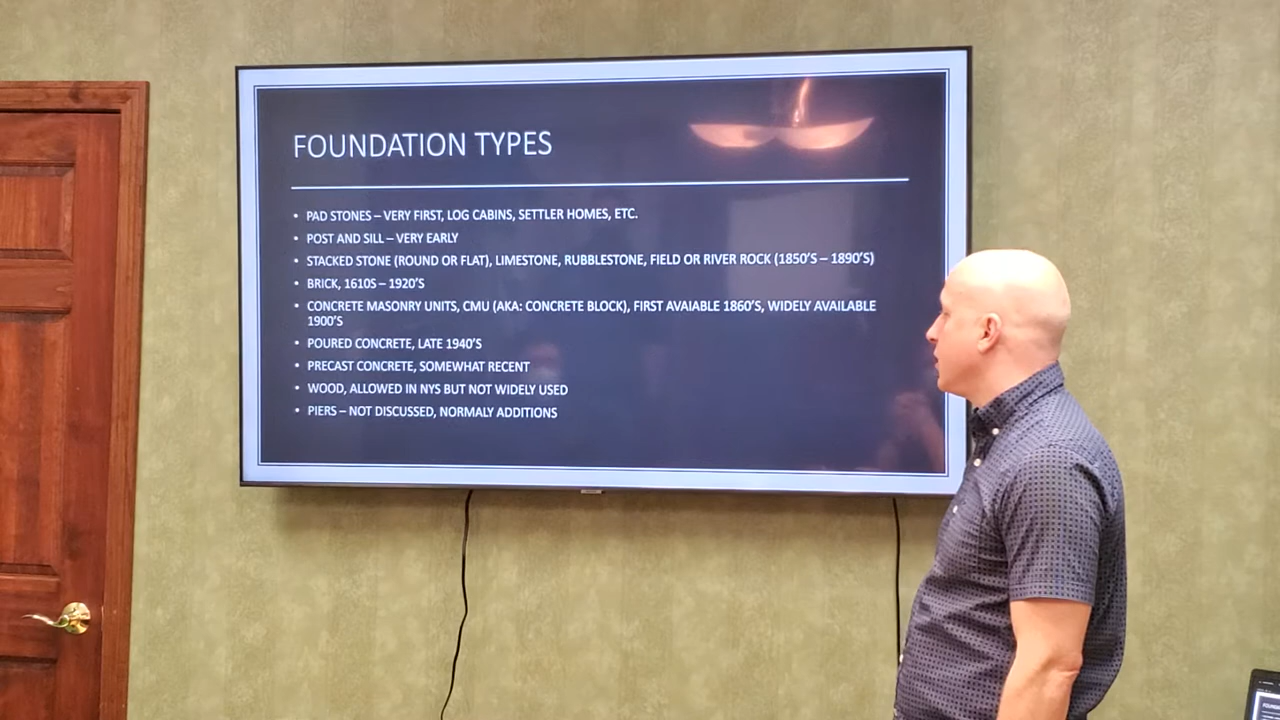 FOUNDATION TYPES
• PAD STONES – VERY FIRST, LOG CABINS, SETTLER HOMES, ETC.
• POST AND SILL – VERY EARLY
• STACKED STONE (ROUND OR FLAT), LIMESTONE, RUBBLESTONE, FIELD OR RIVER ROCK (1850'S – 1890'S)
• BRICK, 1610S – 1920'S
• CONCRETE MASONRY UNITS, CMU (AKA: CONCRETE BLOCK), FIRST AVAIABLE 1860'S, WIDELY AVAILABLE
1900'S
• POURED CONCRETE, LATE 1940'S
• PRECAST CONCRETE, SOMEWHAT RECENT
• WOOD, ALLOWED IN NYS BUT NOT WIDELY USED
• PIERS – NOT DISCUSSED, NORMALY ADDITIONS